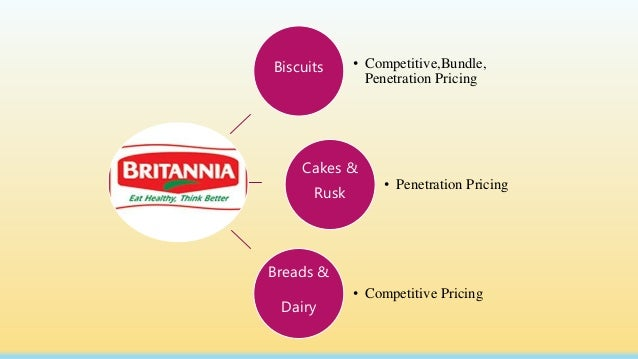 BRITANNIA
Eat Healthy, Think Better
Biscuits
• Competitive,Bundle,
Penetration Pricing
Cakes &
Rusk
• Penetration Pricing
Breads &
Dairy
• Competitive Pricing